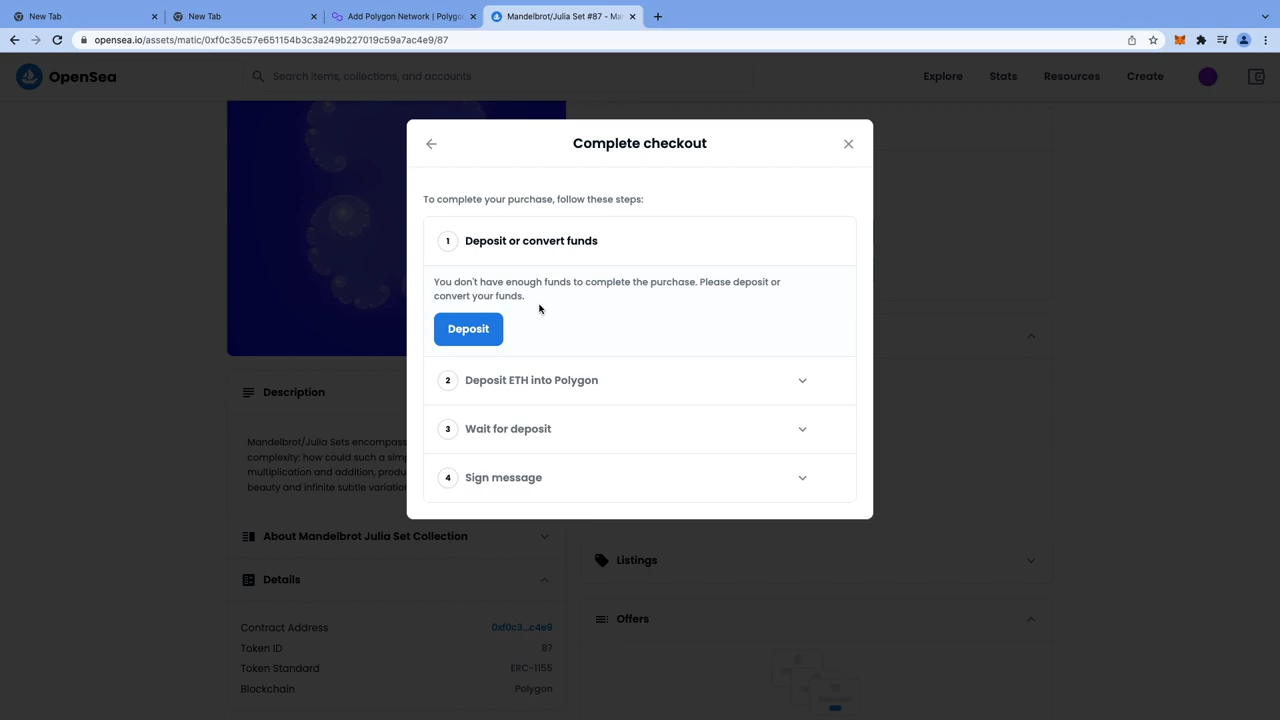 New Tab
New Tab
Add Polygon Network | Polygo
Mandelbrot/Julia Set #87 - Ma
opensea.io/assets/matic/0xf0c35c57e651154b3c3a249b227019c59a7ac4e9/87
OpenSea
Search items, collections, and accounts
Explore
Stats
Resources
Create
Complete checkout
To complete your purchase, follow these steps:
1 Deposit or convert funds
You don't have enough funds to complete the purchase. Please deposit or
convert your funds.
Deposit
2 Deposit ETH into Polygon
3 Wait for deposit
4 Sign message
Description
Mandelbrot/Julia Sets encompass
complexity: how could such a sim
multiplication and addition, produ
beauty and infinite subtle variatio
About Mandelbrot Julia Set Collection
Details
Contract Address 0xf0c3...c4e9
Token ID 87
Token Standard ERC-1155
Blockchain Polygon
Listings
Offers